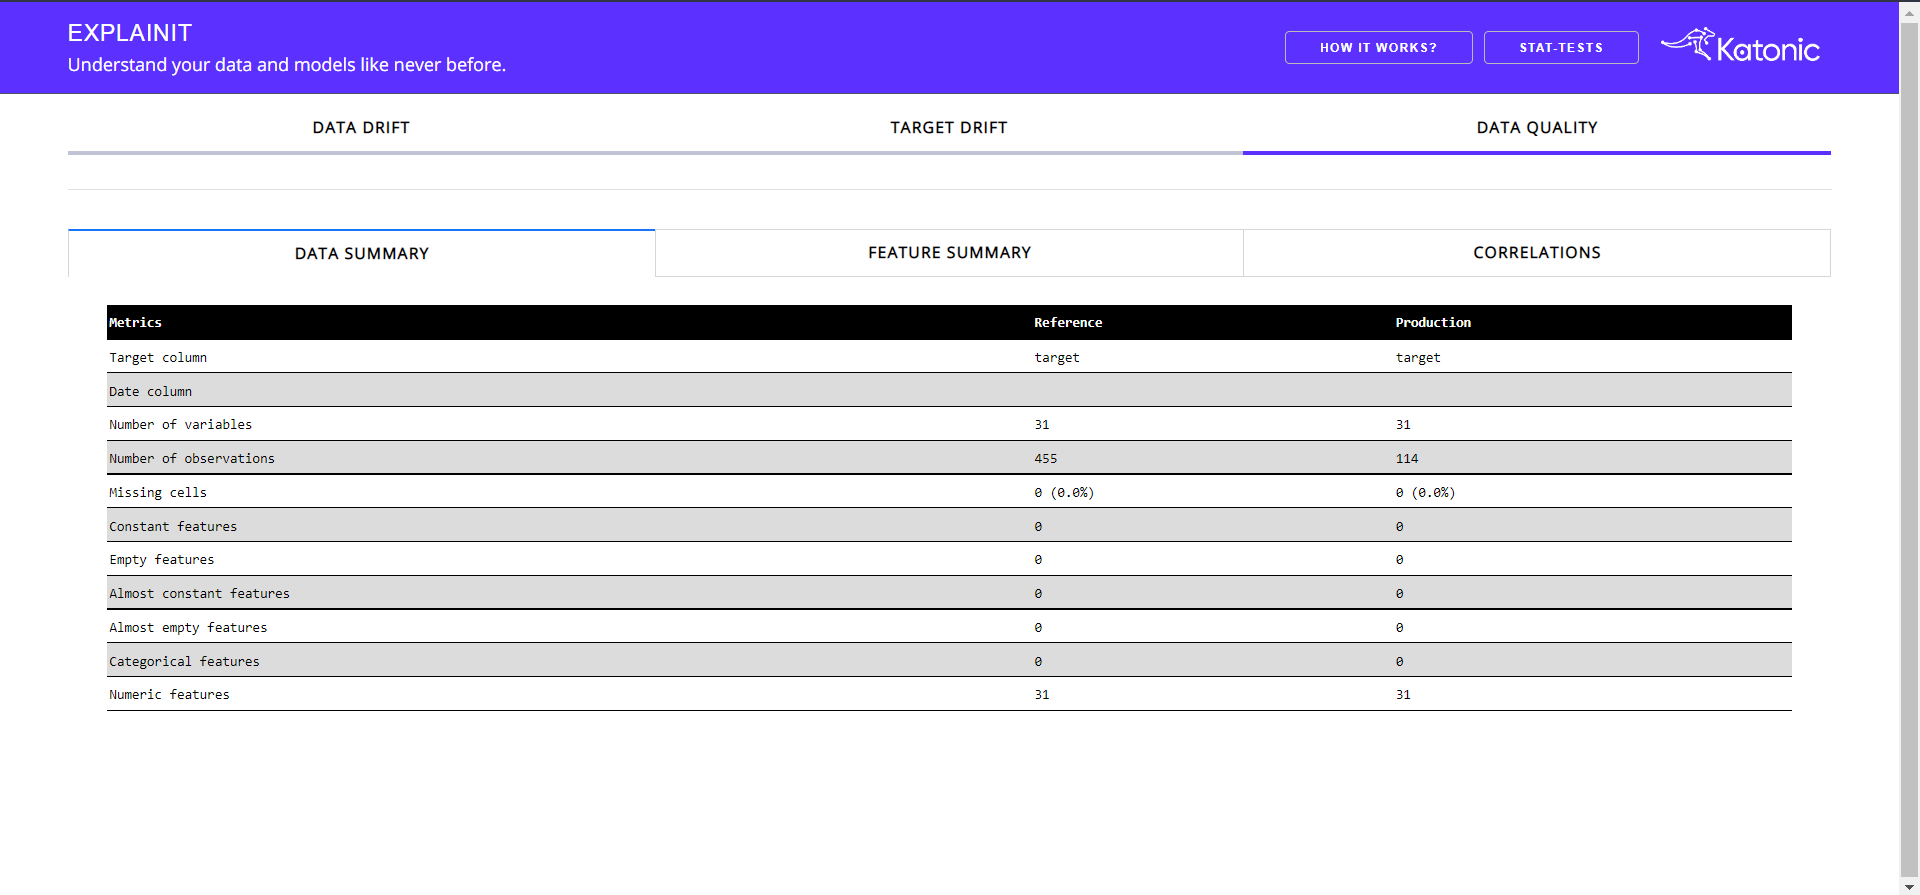 EXPLAINIT
Understand your data and models like never before.
HOW IT WORKS?
STAT-TESTS
Katonic
DATA DRIFT
TARGET DRIFT
DATA QUALITY
DATA SUMMARY
FEATURE SUMMARY
CORRELATIONS
Metrics Reference Production
Target column target target
Date column
Number of variables 31 31
Number of observations 455 114
Missing cells 0 (0.0%) 0 (0.0%)
Constant features 0 0
Empty features 0 0
Almost constant features 0 0
Almost empty features 0 0
Categorical features 0 0
Numeric features 31 31